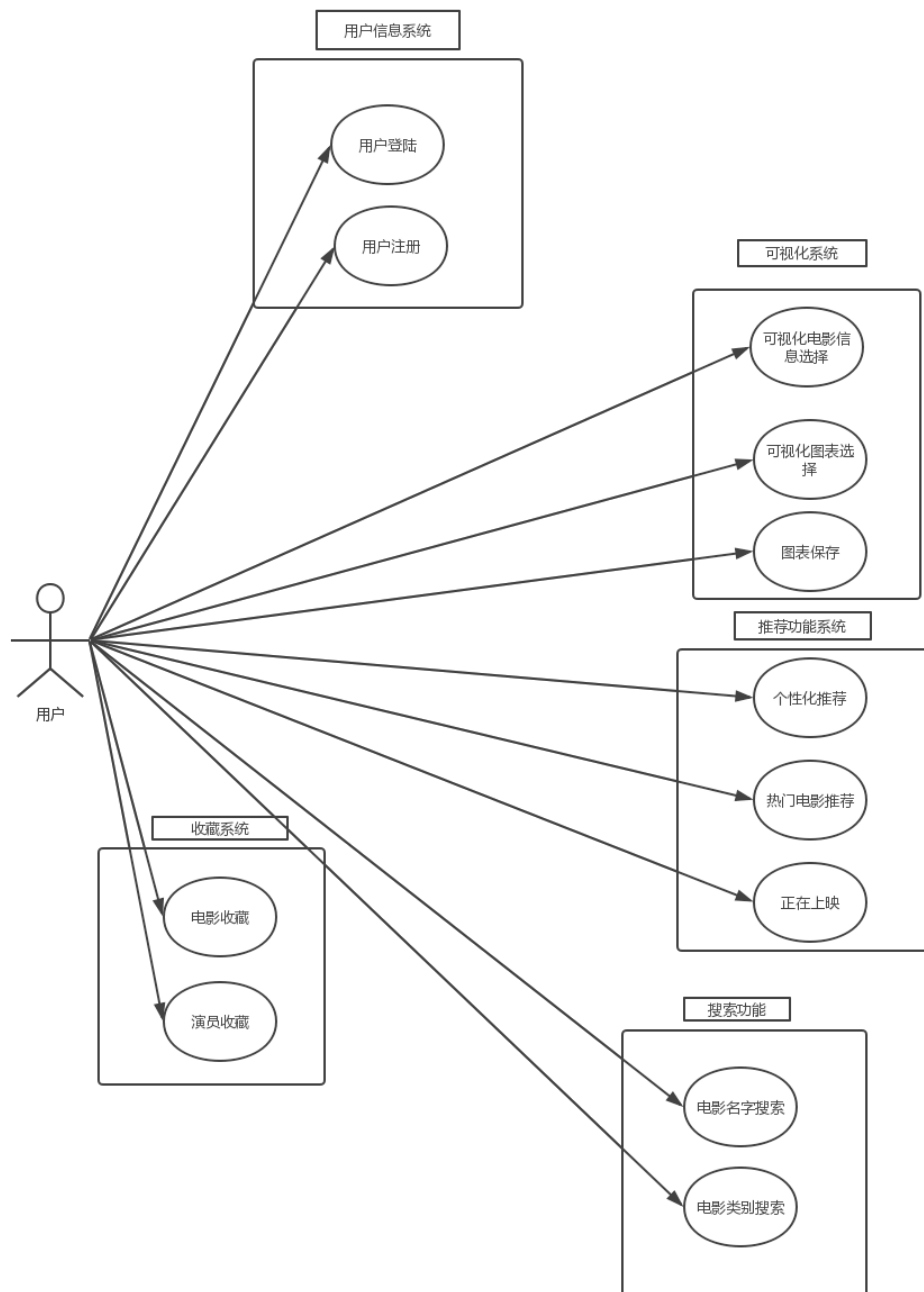 用户信息系统
用户登陆
用户注册
可视化系统
可视化电影信
息选择
可视化图表选
择
图表保存
用户
推荐功能系统
个性化推荐
热门电影推荐
正在上映
收藏系统
电影收藏
演员收藏
搜索功能
电影名字搜索
电影类别搜索